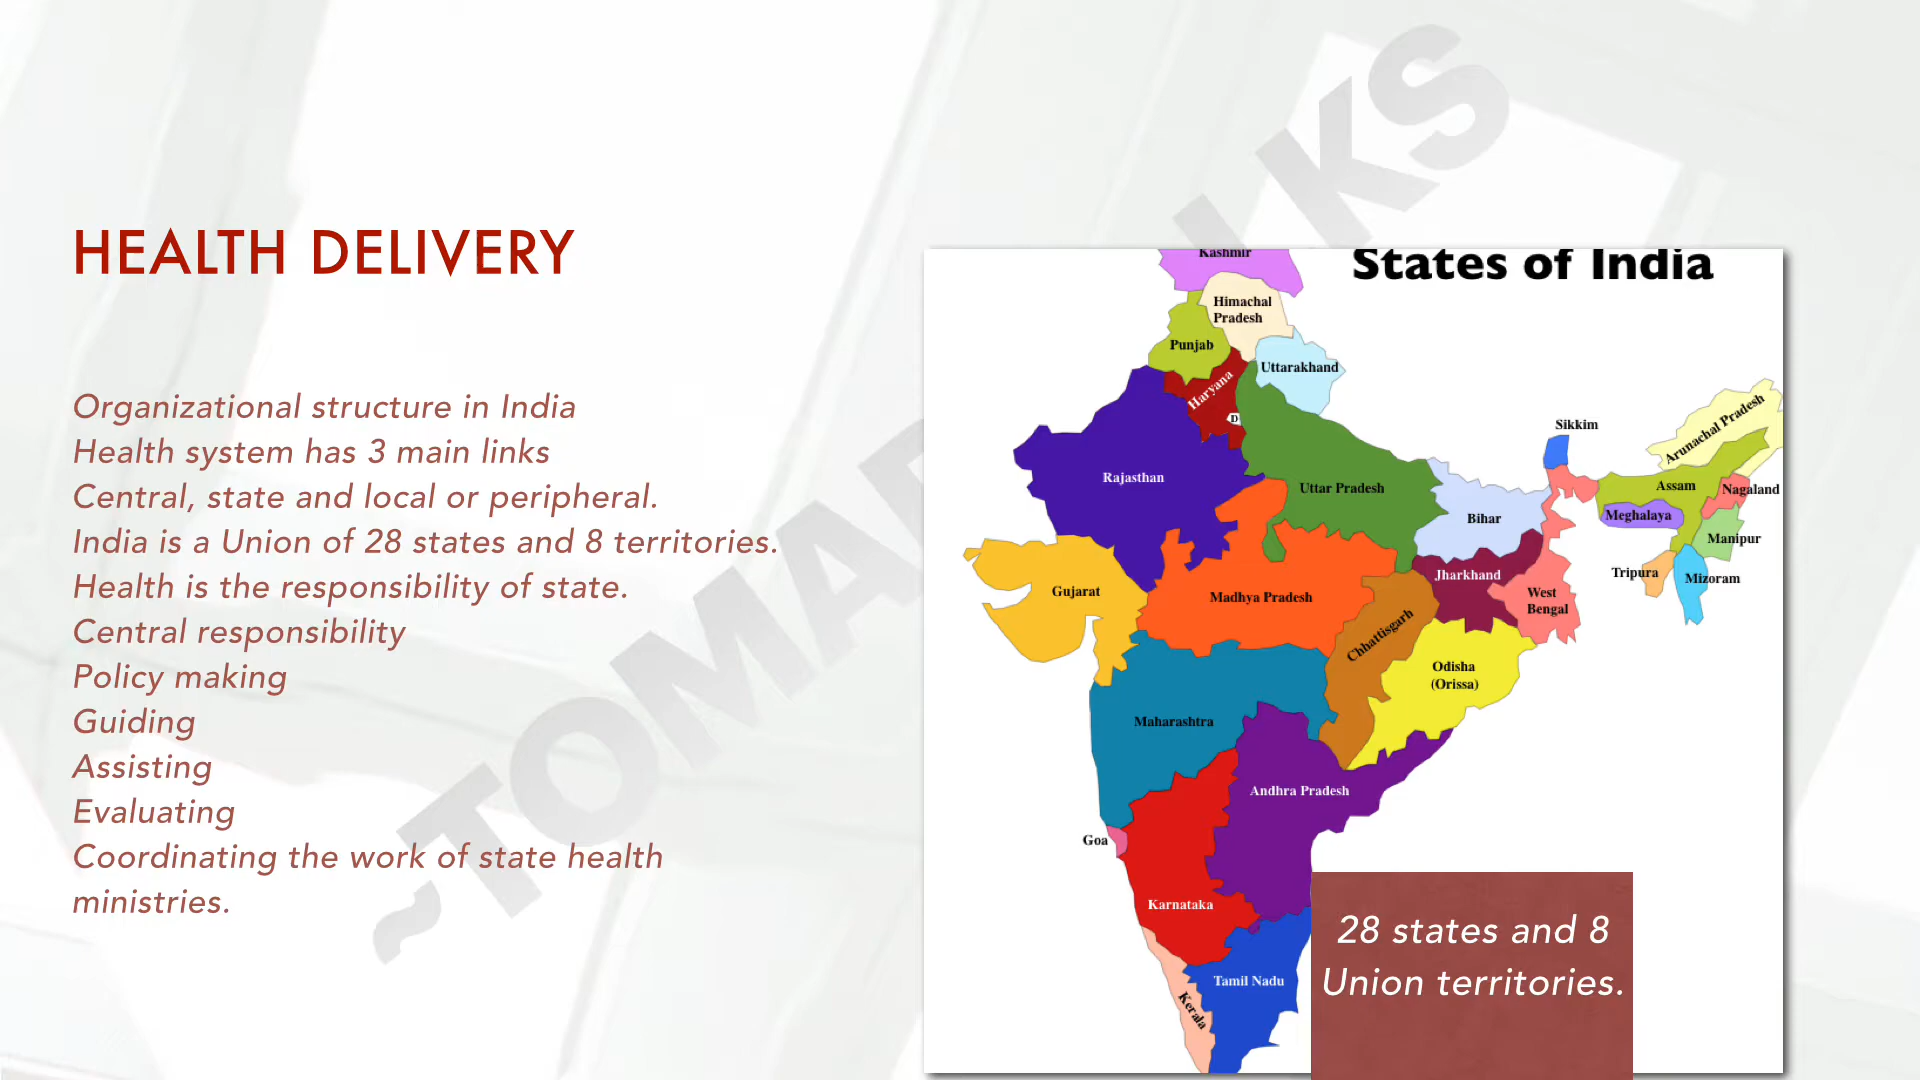 HEALTH DELIVERY
Organizational structure in India
Health system has 3 main links
Central, state and local or peripheral.
India is a Union of 28 states and 8 territories.
Health is the responsibility of state.
Central responsibility
Policy making
Guiding
Assisting
Evaluating
Coordinating the work of state health
ministries.
States of India
Kashmir
Himachal
Pradesh
Punjab
Uttarakhand
Haryana
D
Rajasthan
Uttar Pradesh
Bihar
Sikkim
Arunachal Pradesh
Assam
Nagaland
Meghalaya
Manipur
Tripura
Mizoram
Gujarat
Madhya Pradesh
Jharkhand
West
Bengal
Chhattisgarh
Odisha
(Orissa)
Maharashtra
Andhra Pradesh
Goa
Karnataka
Tamil Nadu
Kerala
28 states and 8
Union territories.